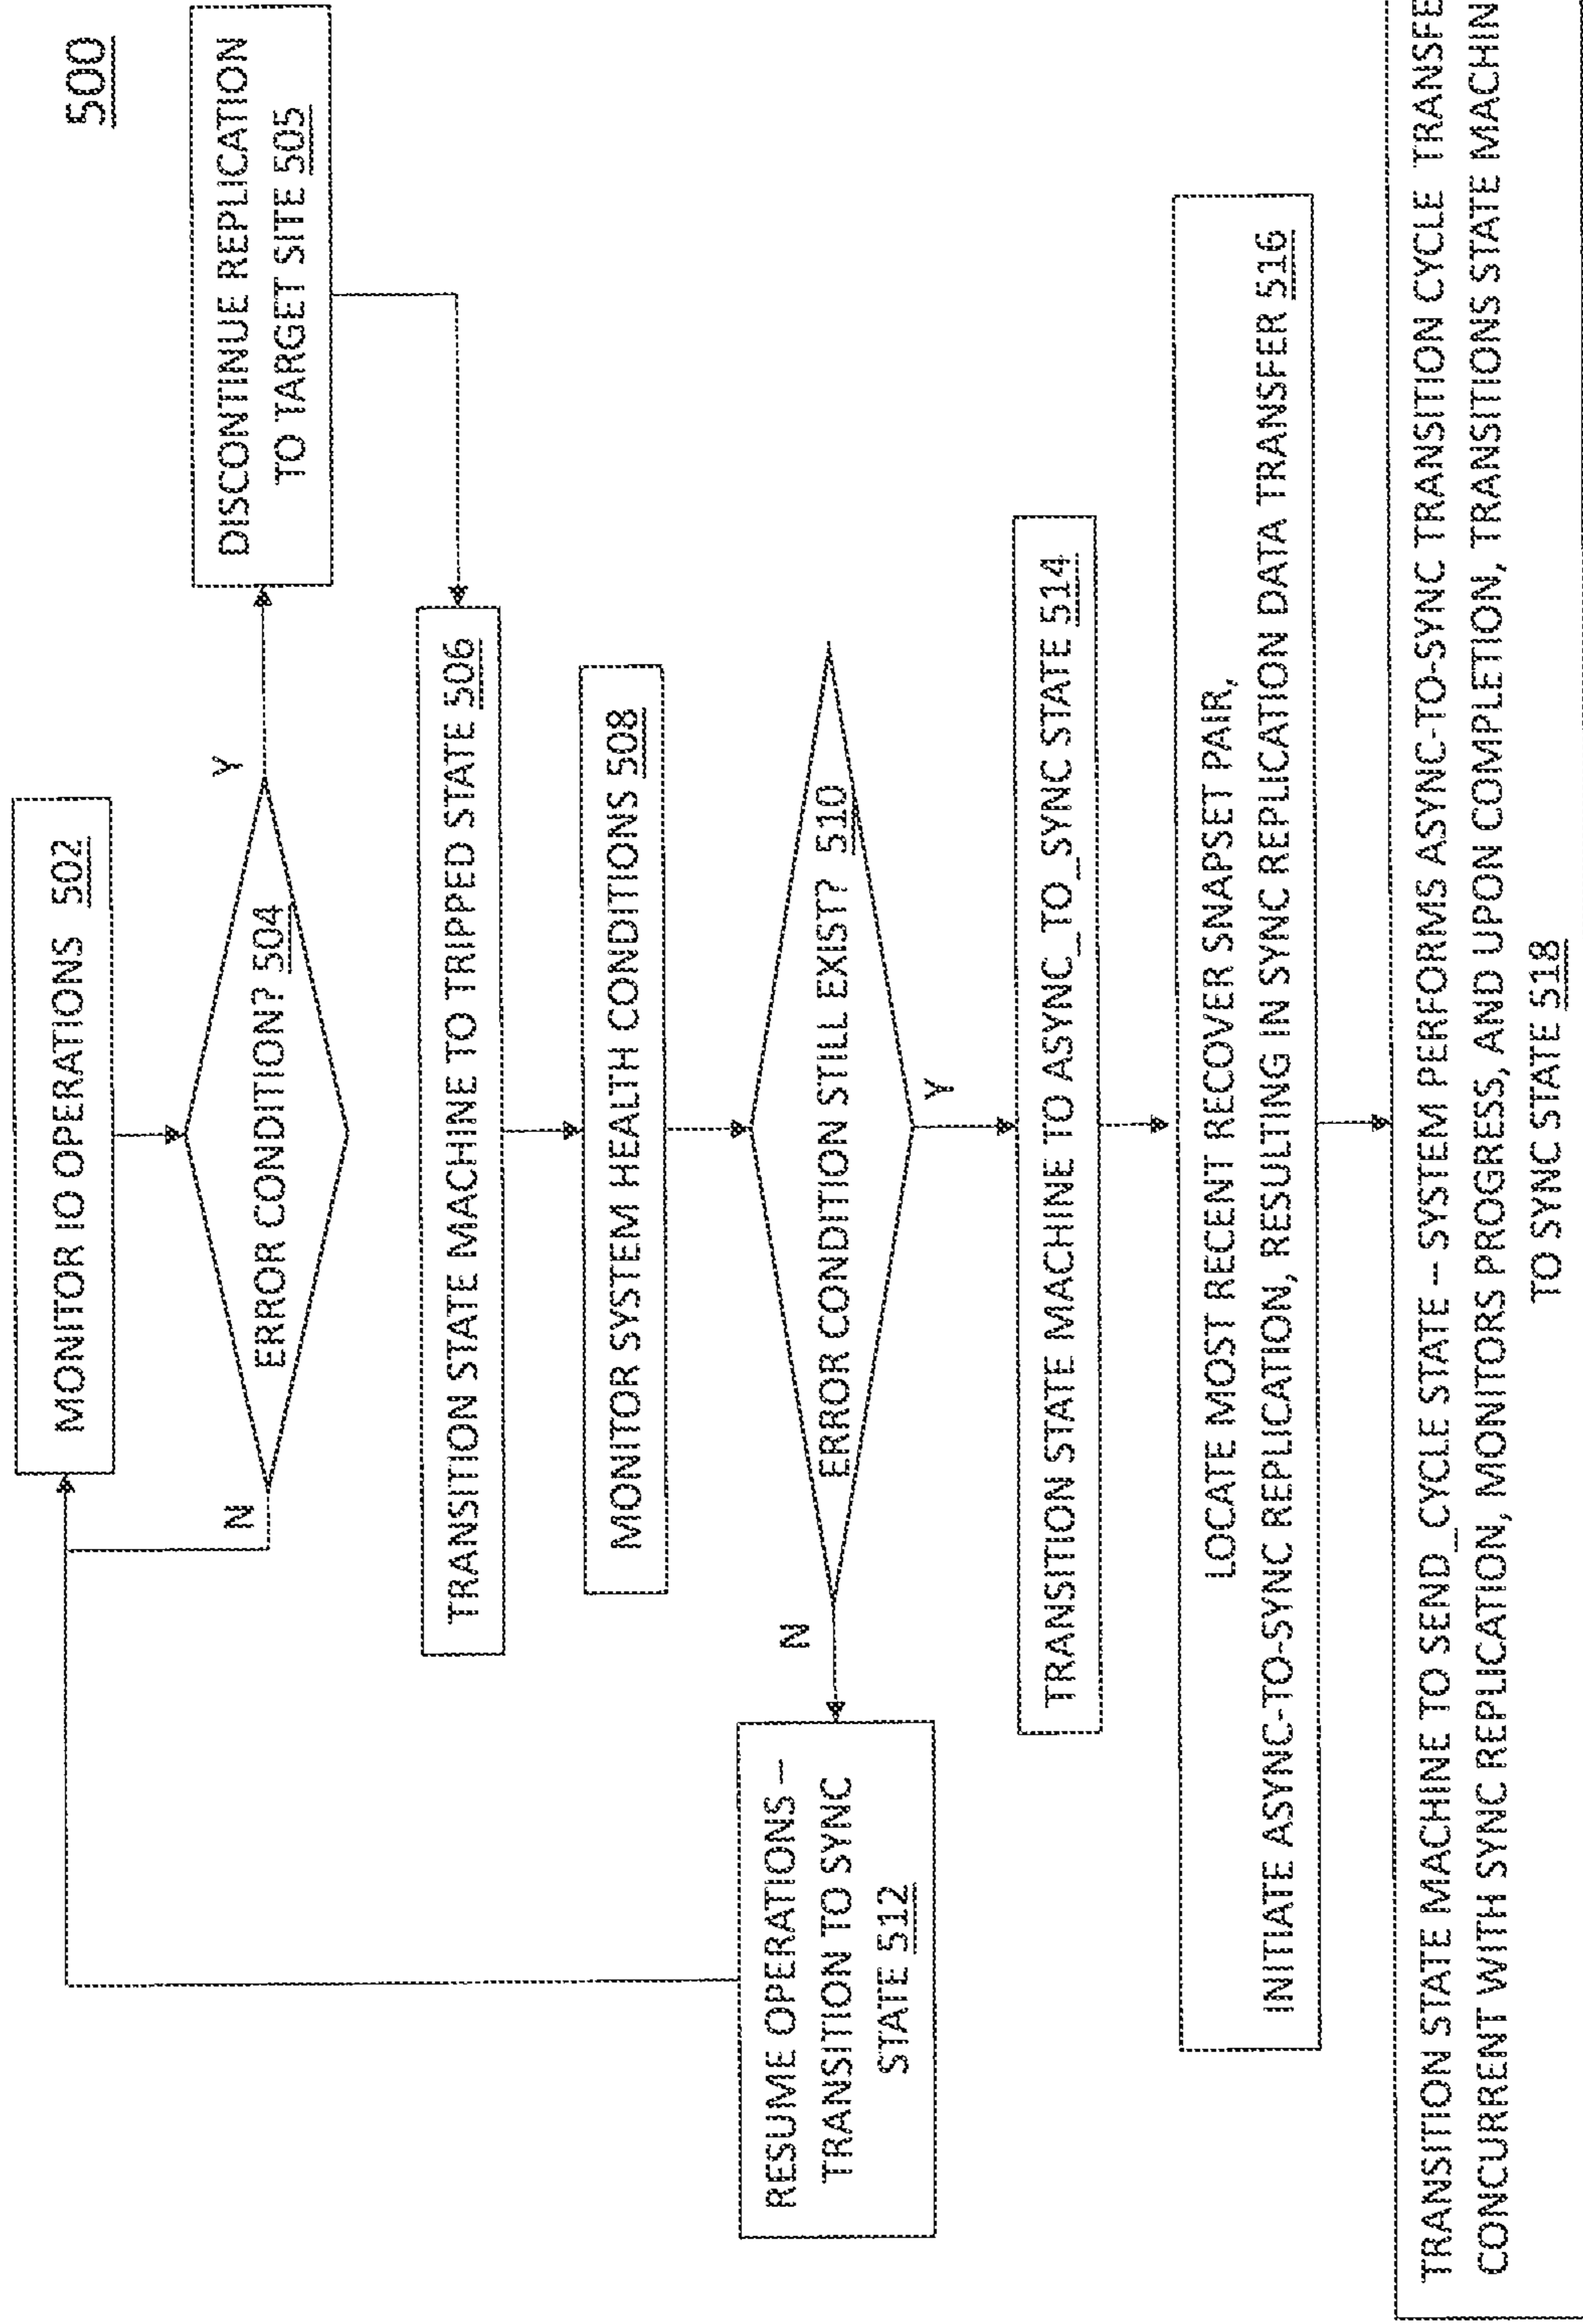 500
MONITOR IO OPERATIONS 502
ERROR CONDITION? 504
Y
N
DISCONTINUE REPLICATION
TO TARGET SITE 505
TRANSITION STATE MACHINE TO TRIPPED STATE 506
MONITOR SYSTEM HEALTH CONDITIONS 508
ERROR CONDITION STILL EXIST? 510
N
Y
RESUME OPERATIONS –
TRANSITION TO SYNC
STATE 512
TRANSITION STATE MACHINE TO ASYNC_TO_SYNC STATE 514
LOCATE MOST RECENT RECOVER SNAPSET PAIR,
INITIATE ASYNC-TO-SYNC REPLICATION, RESULTING IN SYNC REPLICATION DATA TRANSFER 516
TRANSITION STATE MACHINE TO SEND_CYCLE STATE -- SYSTEM PERFORMS ASYNC-TO-SYNC TRANSITION CYCLE TRANSFE
CONCURRENT WITH SYNC REPLICATION, MONITORS PROGRESS, AND UPON COMPLETION, TRANSITIONS STATE MACHIN
TO SYNC STATE 518